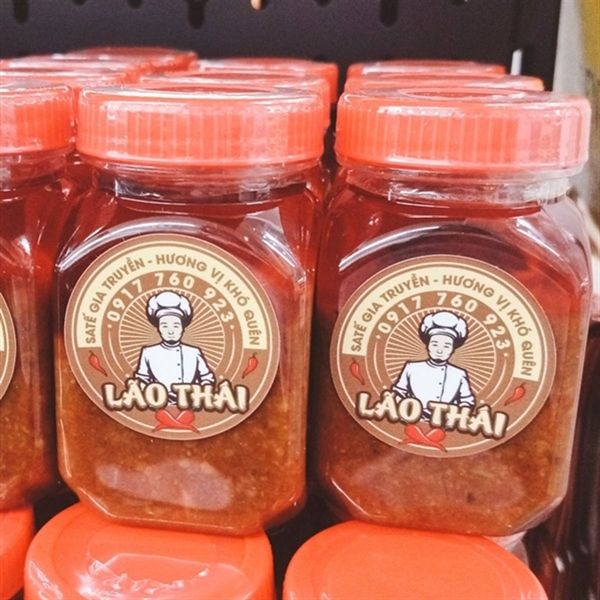 SATẾ GIA TRUYỀN - HƯƠNG VỊ KHÓ QUÊN
0917 760 923
LÃO THÁI
SATẾ GIA TRUYỀN - HƯƠNG VỊ KHÓ QUÊN
0917 760 923
LÃO THÁI